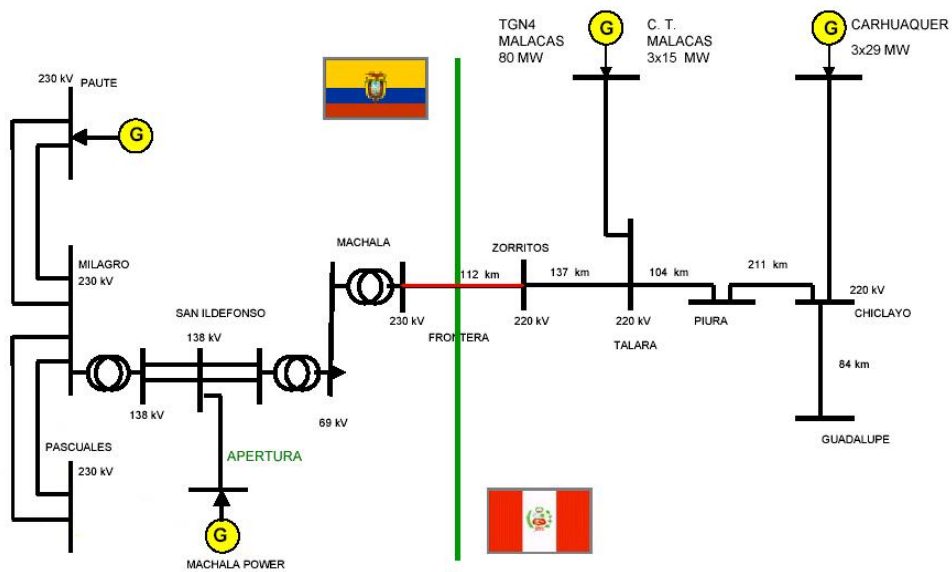 230 kV
PAUTE
G
MILAGRO
230 kV
SAN ILDEFONSO
138 kV
138 kV
PASCUALES
230 kV
APERTURA
G
MACHALA POWER
MACHALA
69 kV
230 kV
FRONTERA
112 km
ZORRITOS
220 kV
137 km
TGN4
MALACAS
80 MW
G
C. T.
MALACAS
3x15 MW
220 kV
TALARA
104 km
PIURA
211 km
G
CARHUAQUER
3x29 MW
220 kV
CHICLAYO
84 km
GUADALUPE